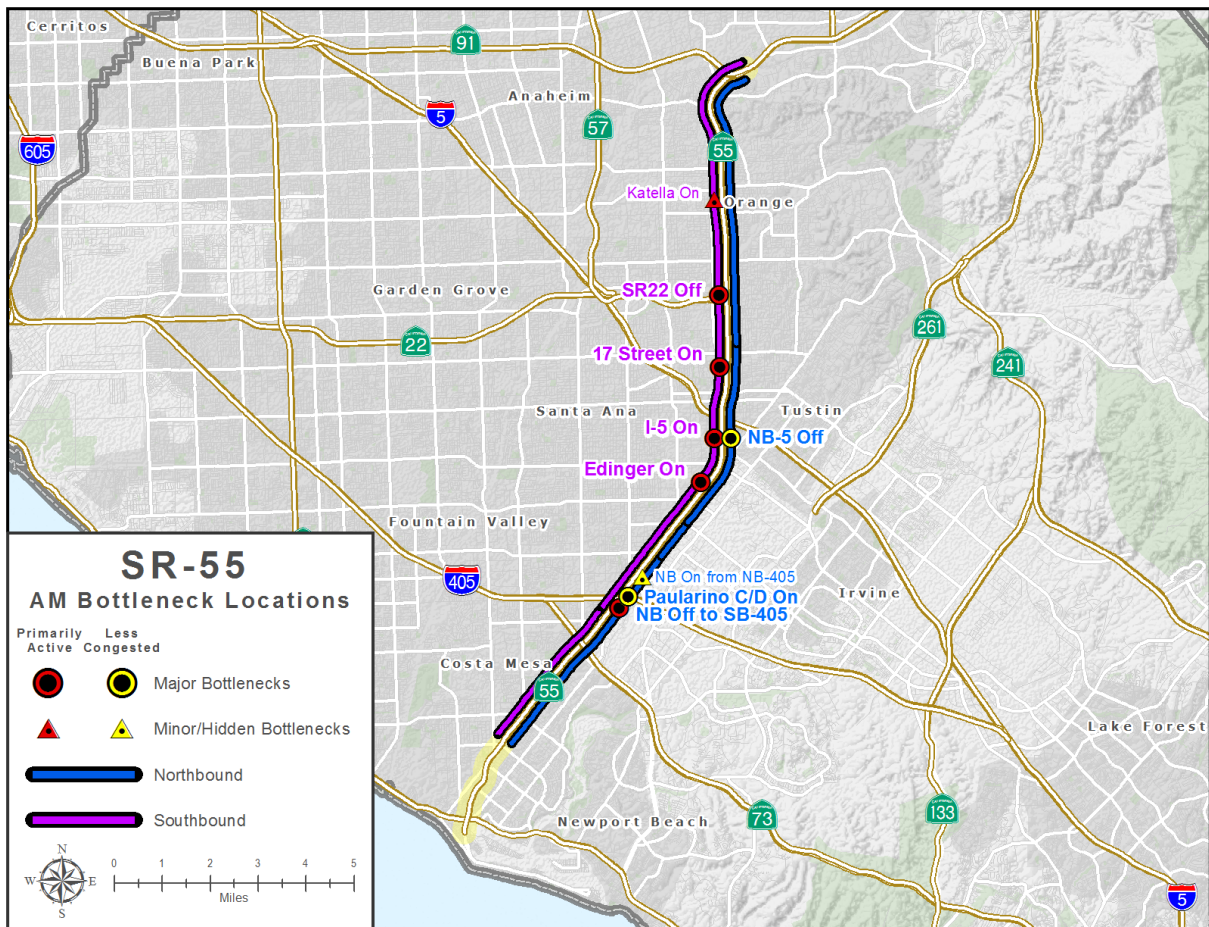 Cerritos
91
Buena Park
Anaheim
5
57
605
55
Katella On
Orange
SR22 Off
Garden Grove
261
22
17 Street On
241
Santa Ana
Tustin
I-5 On
NB-5 Off
Edinger On
Fountain Valley
405
NB On from NB-405
Irvine
Paularino C/D On
NB Off to SB-405
Costa Mesa
55
Lake Forest
Newport Beach
73
133
5
SR-55
AM Bottleneck Locations
Primarily Less
Active Congested
Major Bottlenecks
Minor/Hidden Bottlenecks
Northbound
Southbound
N
W E
S
0 1 2 3 4 5
Miles